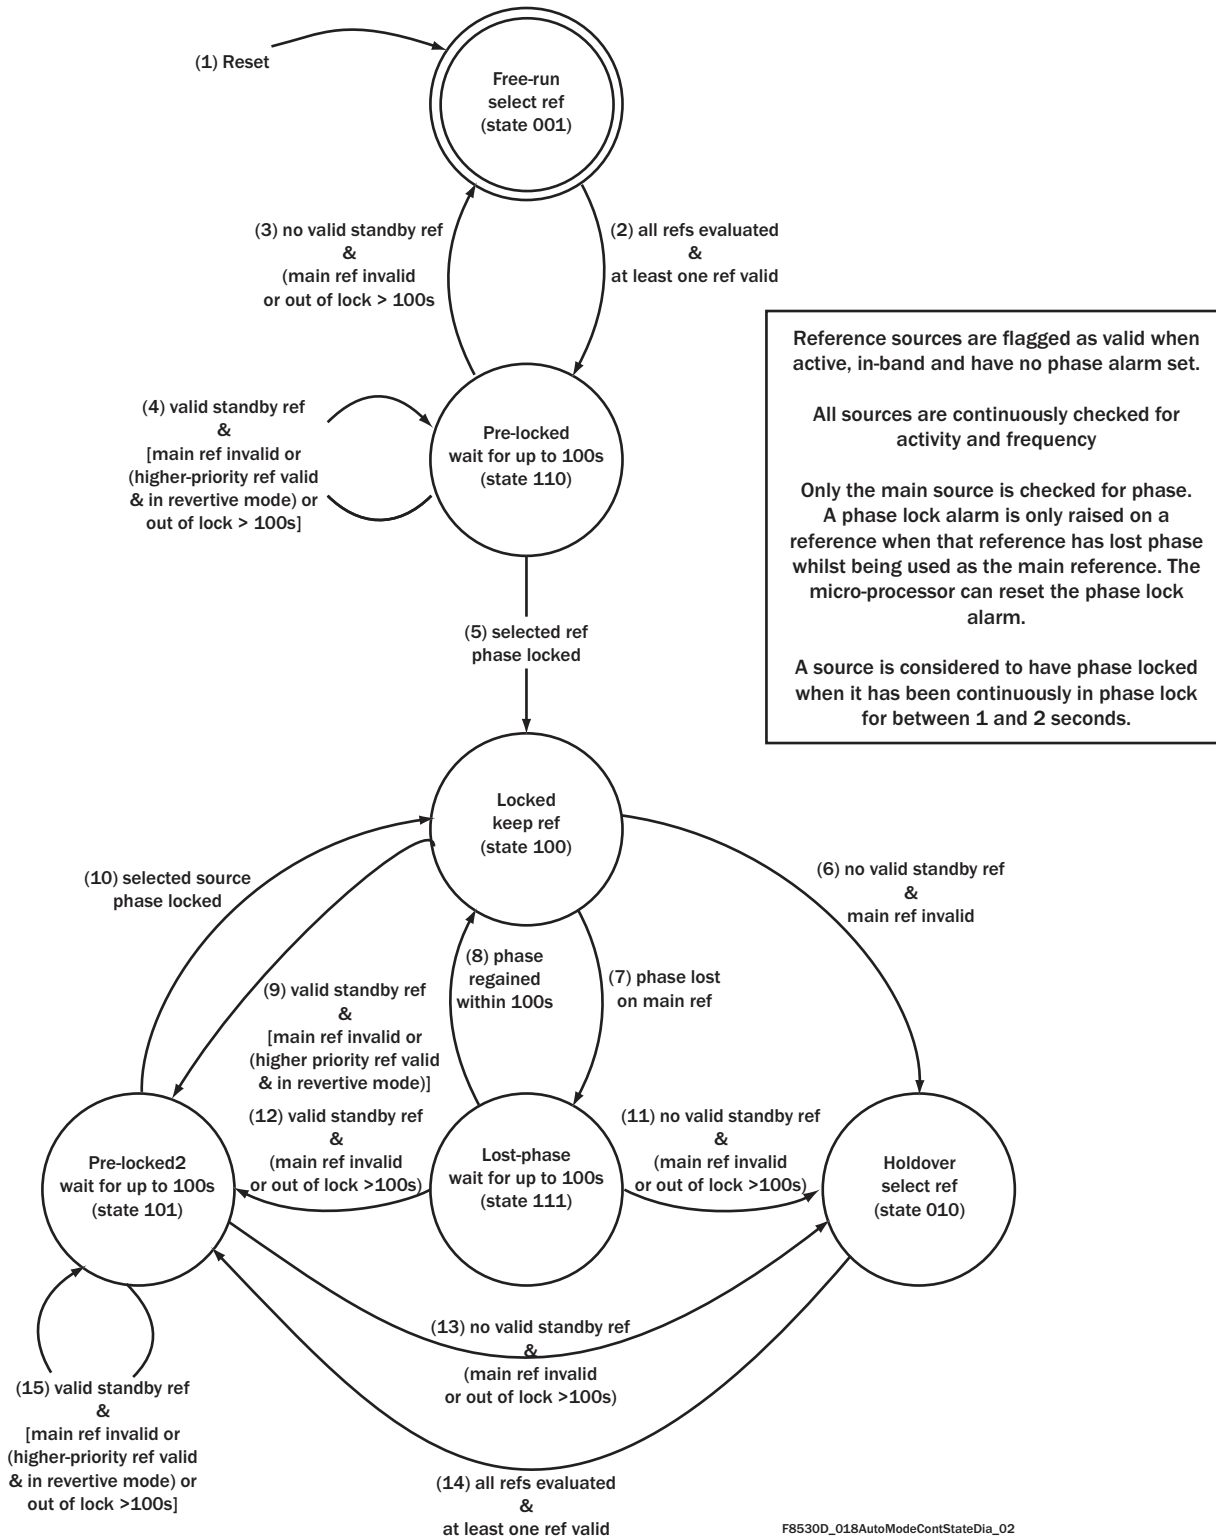 (1) Reset
Free-run
select ref
(state 001)
(3) no valid standby ref
&
(main ref invalid
or out of lock > 100s
(2) all refs evaluated
&
at least one ref valid
Reference sources are flagged as valid when
active, in-band and have no phase alarm set.
All sources are continuously checked for
activity and frequency
Only the main source is checked for phase.
A phase lock alarm is only raised on a
reference when that reference has lost phase
whilst being used as the main reference. The
micro-processor can reset the phase lock
alarm.
A source is considered to have phase locked
when it has been continuously in phase lock
for between 1 and 2 seconds.
(4) valid standby ref
&
[main ref invalid or
(higher-priority ref valid
& in revertive mode) or
out of lock > 100s]
Pre-locked
wait for up to 100s
(state 110)
(5) selected ref
phase locked
Locked
keep ref
(state 100)
(10) selected source
phase locked
(6) no valid standby ref
&
main ref invalid
(8) phase
regained
within 100s
(7) phase lost
on main ref
(9) valid standby ref
&
[main ref invalid or
(higher priority ref valid
& in revertive mode)]
(12) valid standby ref
&
(main ref invalid
or out of lock >100s)
(11) no valid standby ref
&
(main ref invalid
or out of lock >100s)
Pre-locked2
wait for up to 100s
(state 101)
Lost-phase
wait for up to 100s
(state 111)
Holdover
select ref
(state 010)
(13) no valid standby ref
&
(main ref invalid
or out of lock >100s)
(15) valid standby ref
&
[main ref invalid or
(higher-priority ref valid
& in revertive mode) or
out of lock >100s]
(14) all refs evaluated
&
at least one ref valid
F8530D_018AutoModeContStateDia_02